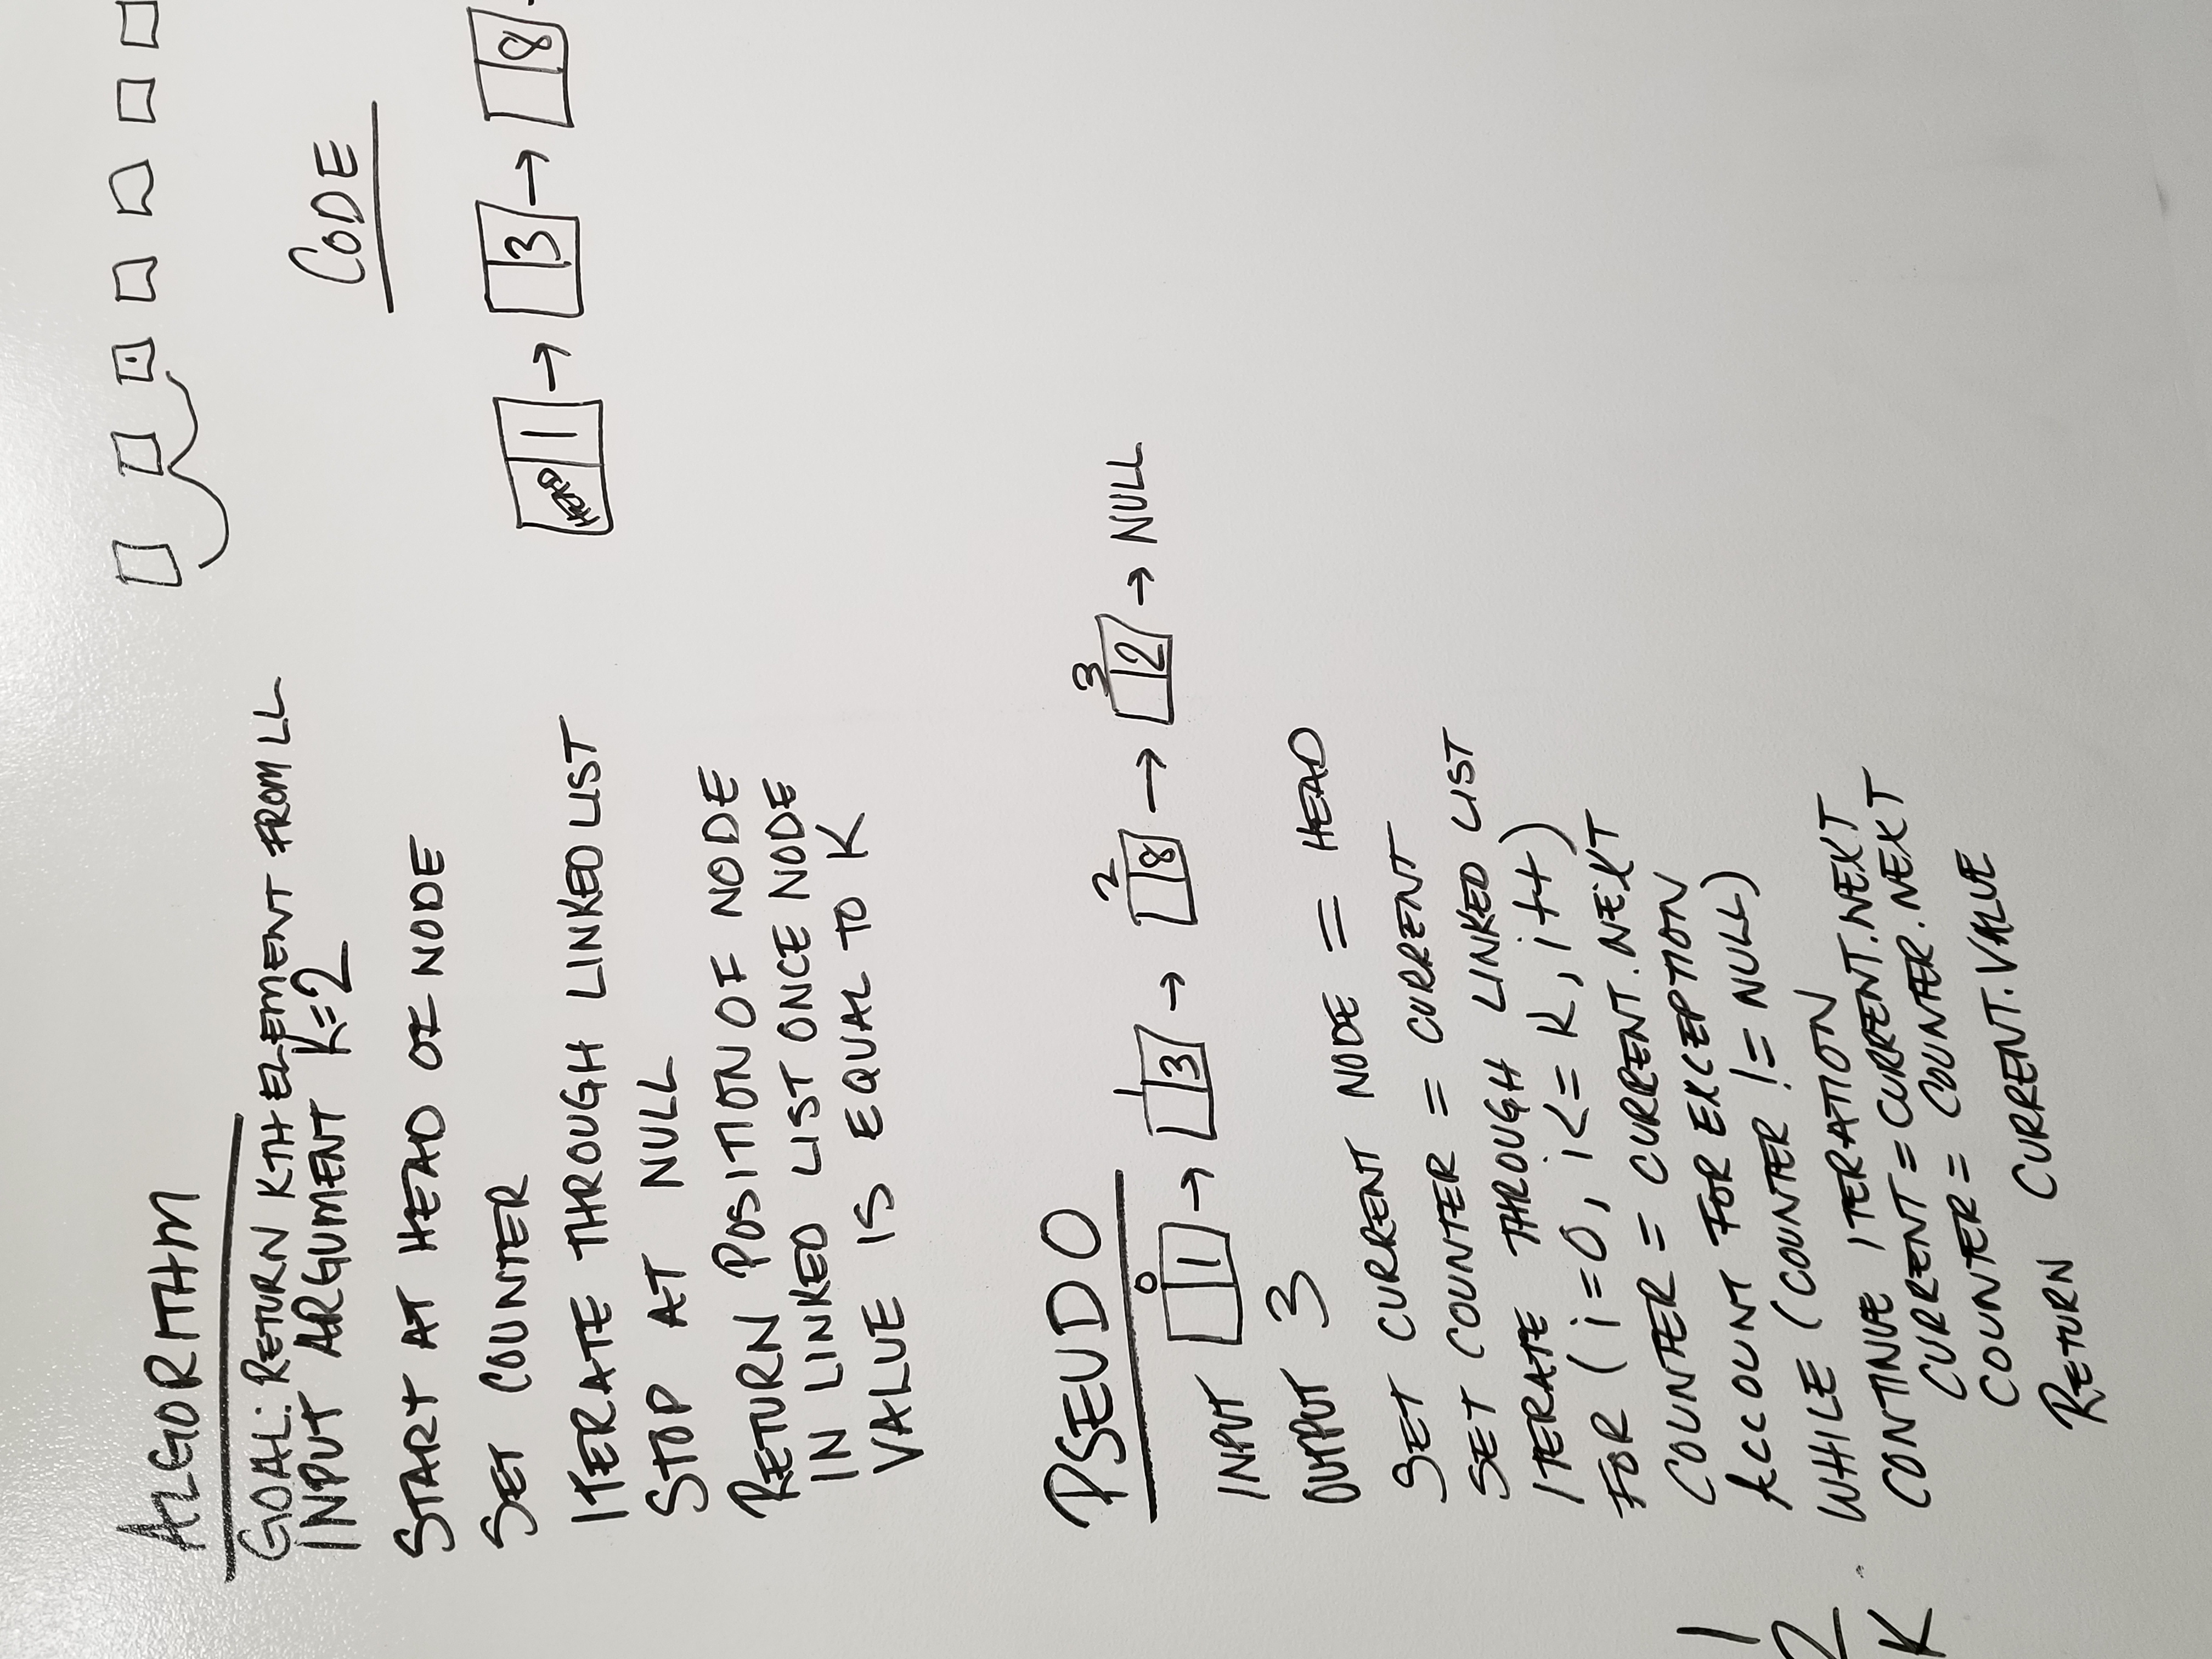 ALGORITHM
GOAL: RETURN KTH ELEMENT FROM LL
INPUT ARGUMENT K=2
START AT HEAD OF NODE
SET COUNTER
ITERATE THROUGH LINKED LIST
STOP AT NULL
RETURN POSITION OF NODE
IN LINKED LIST ONCE NODE
VALUE IS EQUAL TO K
CODE
HEAD 1 → 3 → 8
PSEUDO
0 1 2 3
INPUT 1 → 3 → 8 → 2 → NULL
OUTPUT 3
SET CURRENT NODE = HEAD
SET COUNTER = CURRENT
ITERATE THROUGH LINKED LIST
FOR (i=0, i<= K, i++)
COUNTER = CURRENT.NEXT
ACCOUNT FOR EXCEPTION
WHILE (COUNTER != NULL)
CONTINUE ITERATION
CURRENT = CURRENT.NEXT
COUNTER = COUNTER.NEXT
RETURN CURRENT.VALUE
1
2
K